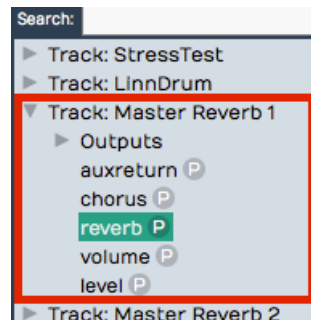 Search:
Track: StressTest
Track: LinnDrum
Track: Master Reverb 1
Outputs
auxreturn P
chorus P
reverb P
volume P
level P
Track: Master Reverb 2